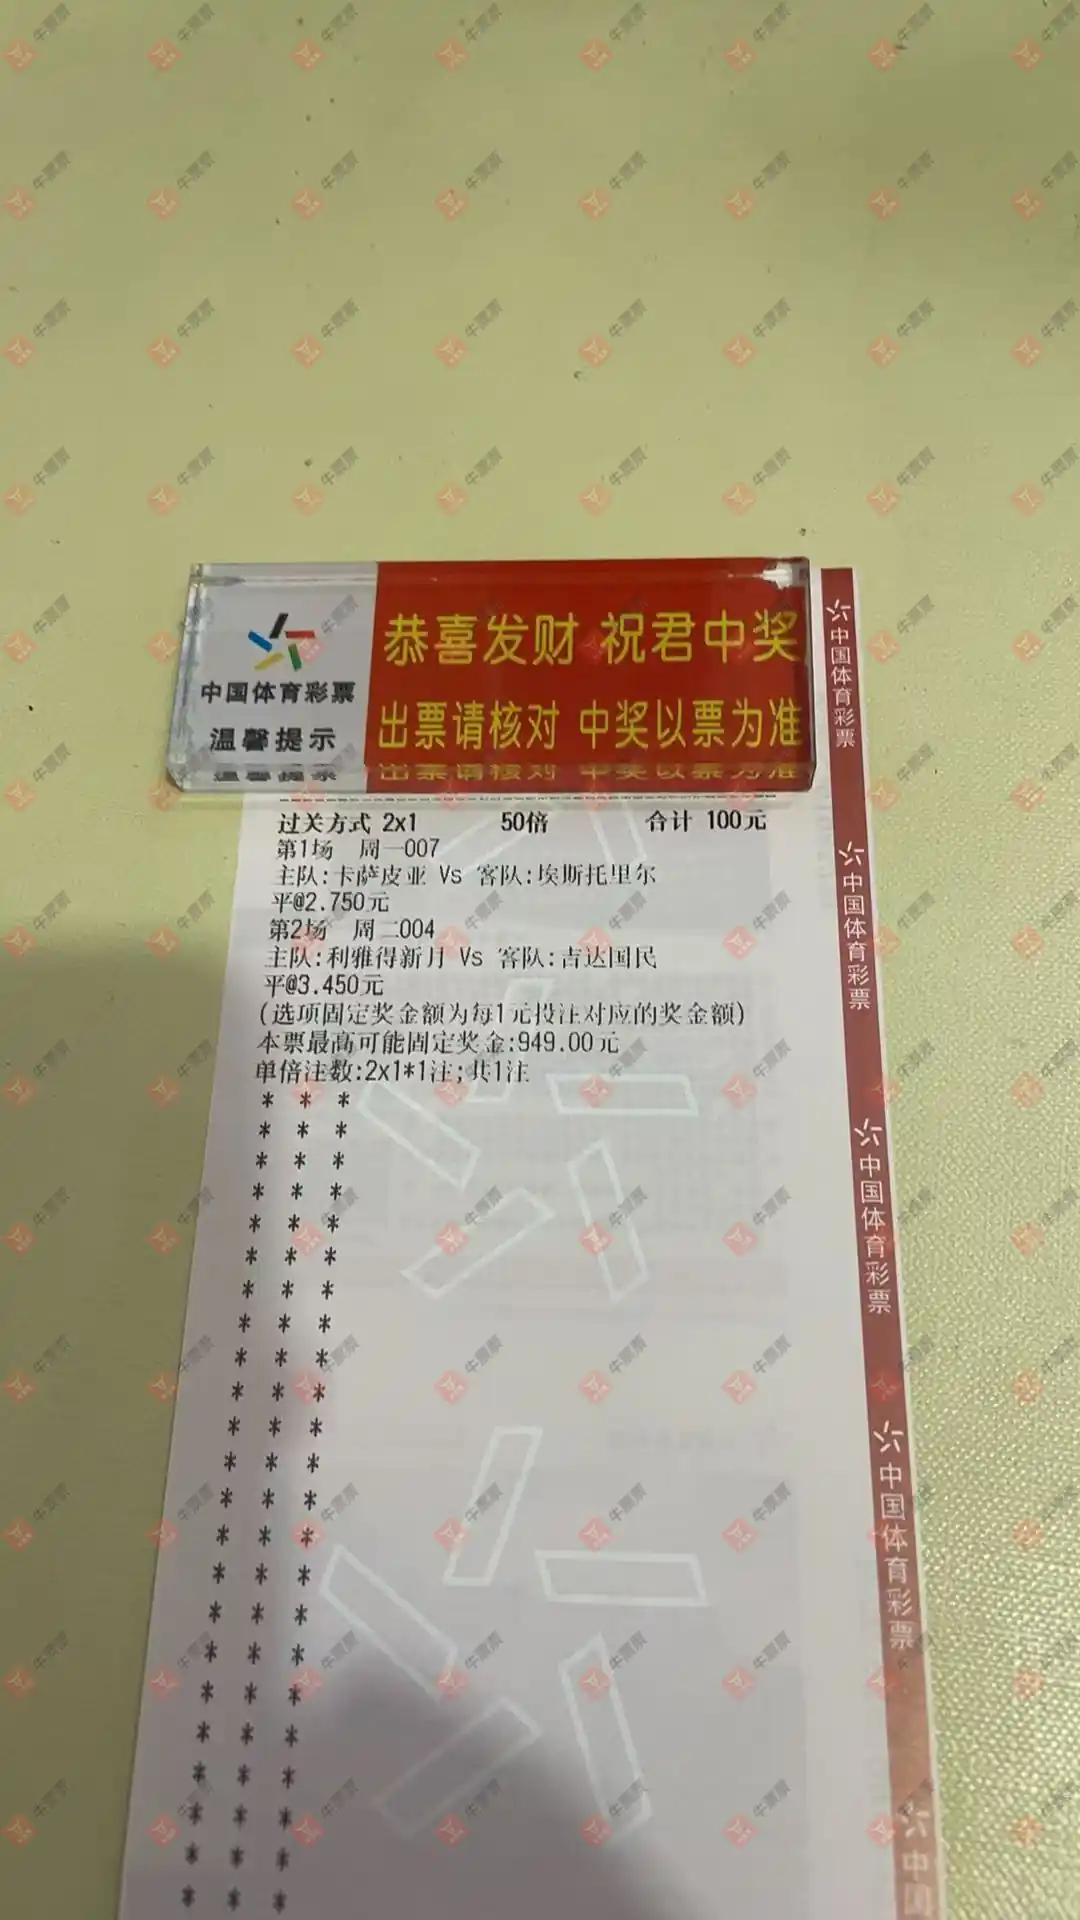 恭喜发财 祝君中奖
中国体育彩票
出票请核对 中奖以票为准
温馨提示
过关方式 2x1 50倍 合计 100元
第1场 周一007
主队:卡萨皮亚 Vs 客队:埃斯托里尔
平@2.750元
第2场 周二004
主队:利雅得新月 Vs 客队:吉达国民
平@3.450元
(选项固定奖金额为每1元投注对应的奖金额)
本票最高可能固定奖金:949.00元
单倍注数:2x1*1注;共1注
中国体育彩票
中国体育彩票
中国体育彩票
中国体育彩票
中国
牛票票